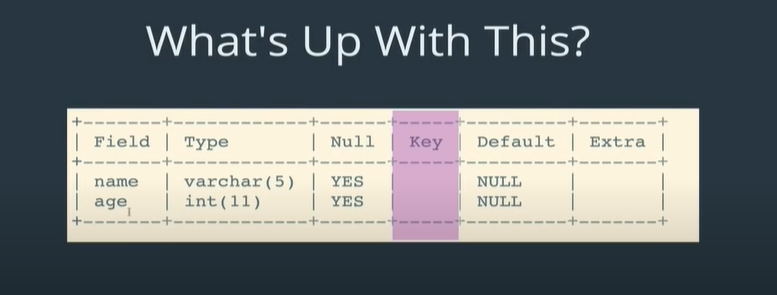 What's Up With This?
+-------+-------------+------+-----+---------+-------+
| Field | Type | Null | Key | Default | Extra |
+-------+-------------+------+-----+---------+-------+
| name | varchar(5) | YES | | NULL | |
| age | int(11) | YES | | NULL | |
+-------+-------------+------+-----+---------+-------+